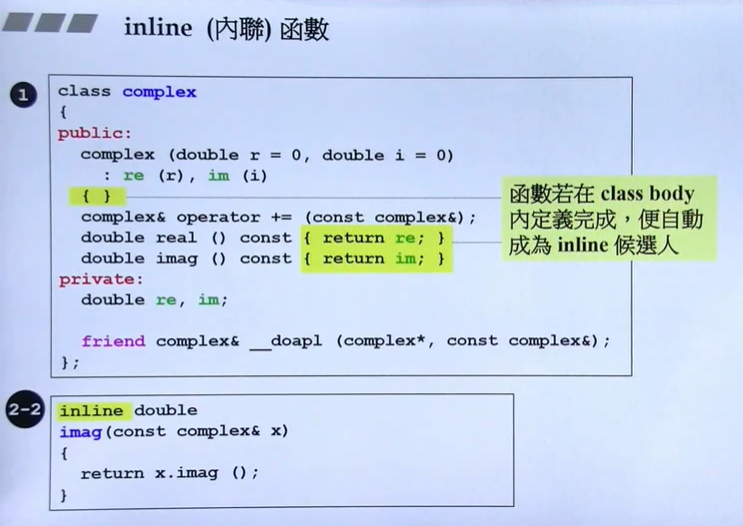 inline (內聯) 函數
1
class complex
{
public:
  complex (double r = 0, double i = 0)
    : re (r), im (i)
  { }
  complex& operator += (const complex&);
  double real () const { return re; }
  double imag () const { return im; }
private:
  double re, im;
  friend complex& __doapl (complex*, const complex&);
};
函數若在 class body
內定義完成，便自動
成為 inline 候選人
2-2
inline double
imag(const complex& x)
{
  return x.imag ();
}